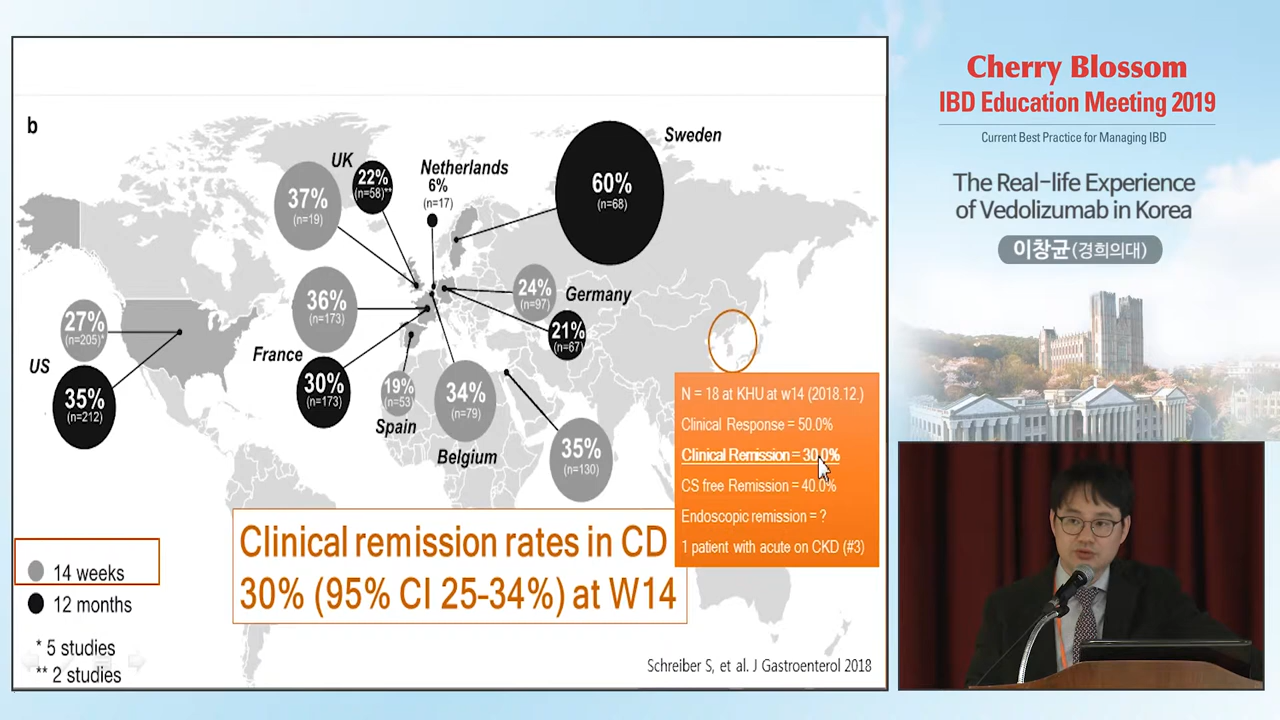 b
UK
37%
(n=19)
22%
(n=58)**
Netherlands
6%
(n=17)
60%
(n=68)
Sweden
27%
(n=205)*
US
35%
(n=212)
36%
(n=173)
France
30%
(n=173)
19%
(n=53)
Spain
34%
(n=79)
Belgium
24%
(n=97)
Germany
21%
(n=67)
35%
(n=130)
N = 18 at KHU at w14 (2018.12.)
Clinical Response = 50.0%
Clinical Remission = 30.0%
CS free Remission = 40.0%
Endoscopic remission = ?
1 patient with acute on CKD (#3)
Clinical remission rates in CD
30% (95% CI 25-34%) at W14
14 weeks
12 months
* 5 studies
** 2 studies
Schreiber S, et al. J Gastroenterol 2018
Cherry Blossom
IBD Education Meeting 2019
Current Best Practice for Managing IBD
The Real-life Experience
of Vedolizumab in Korea
이창균(경희의대)